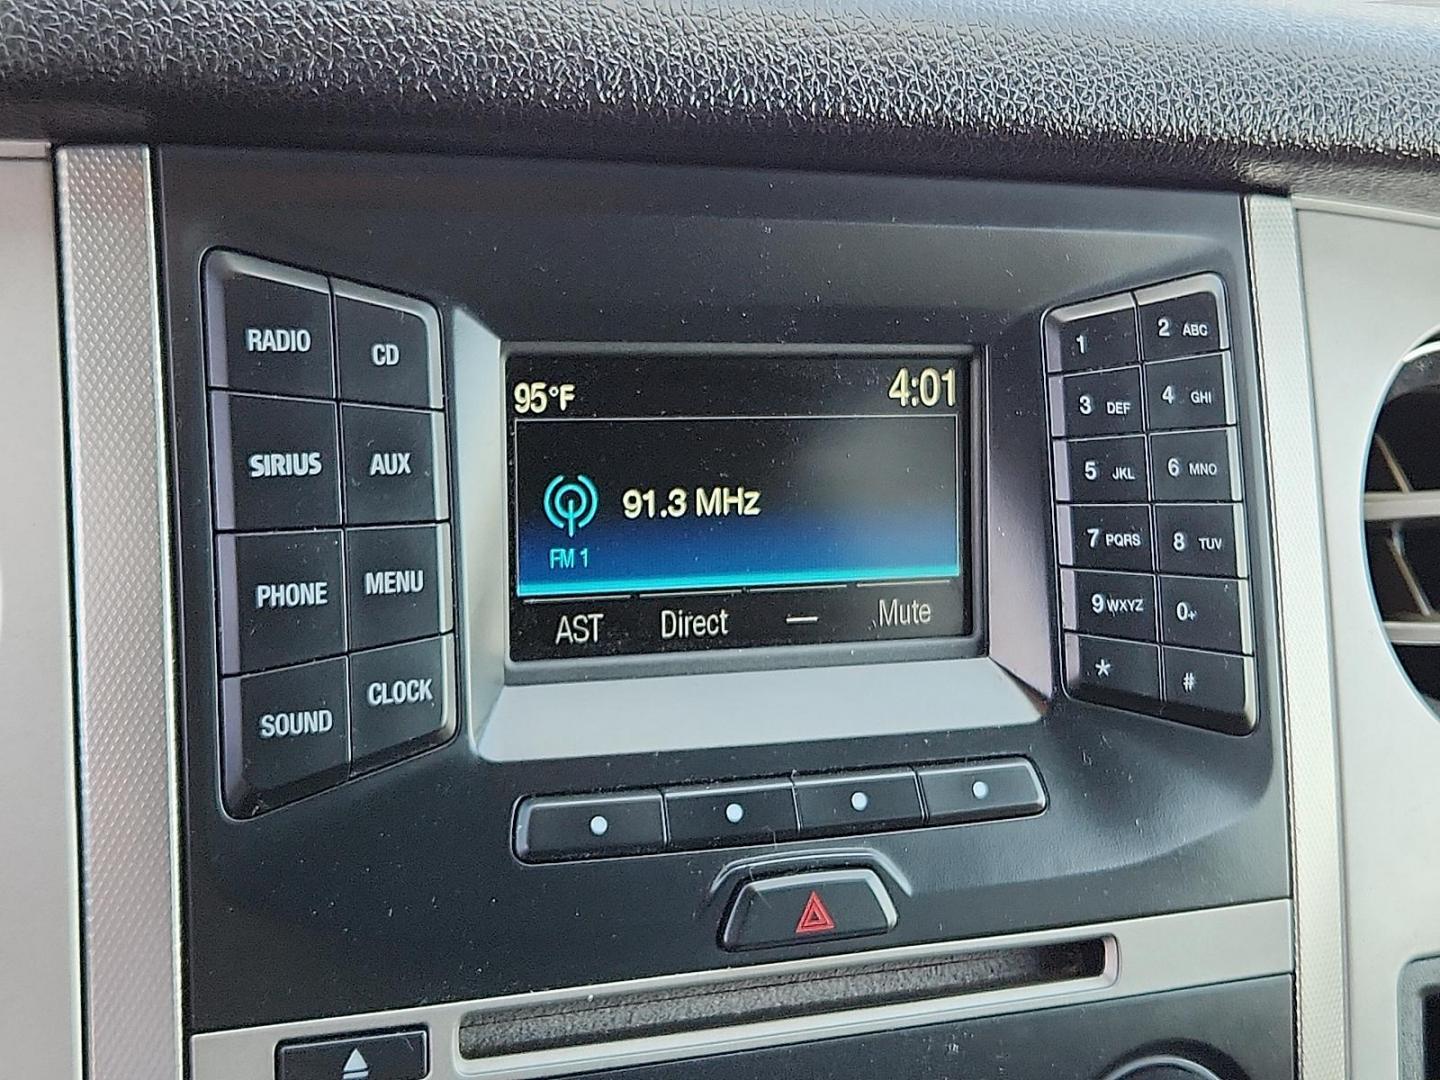 RADIO CD
SIRIUS AUX
PHONE MENU
SOUND CLOCK
95°F 4:01
91.3 MHz
FM 1
AST Direct — Mute
1 2 ABC
3 DEF 4 GHI
5 JKL 6 MNO
7 PQRS 8 TUV
9 WXYZ 0+
* #